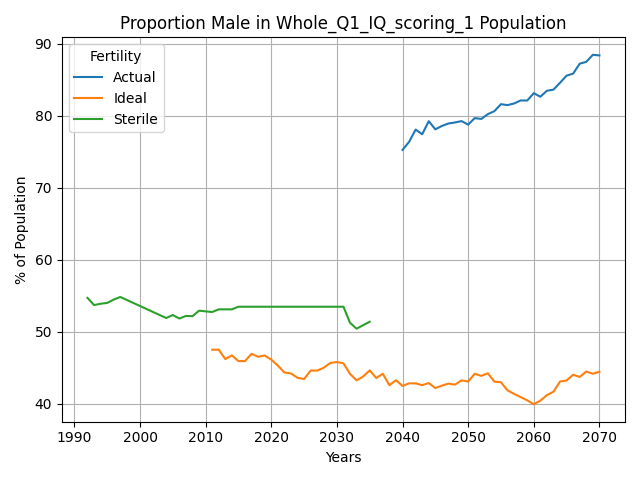 Proportion Male in Whole_Q1_IQ_scoring_1 Population
Fertility
Actual
Ideal
Sterile
% of Population
90
80
70
60
50
40
1990 2000 2010 2020 2030 2040 2050 2060 2070
Years